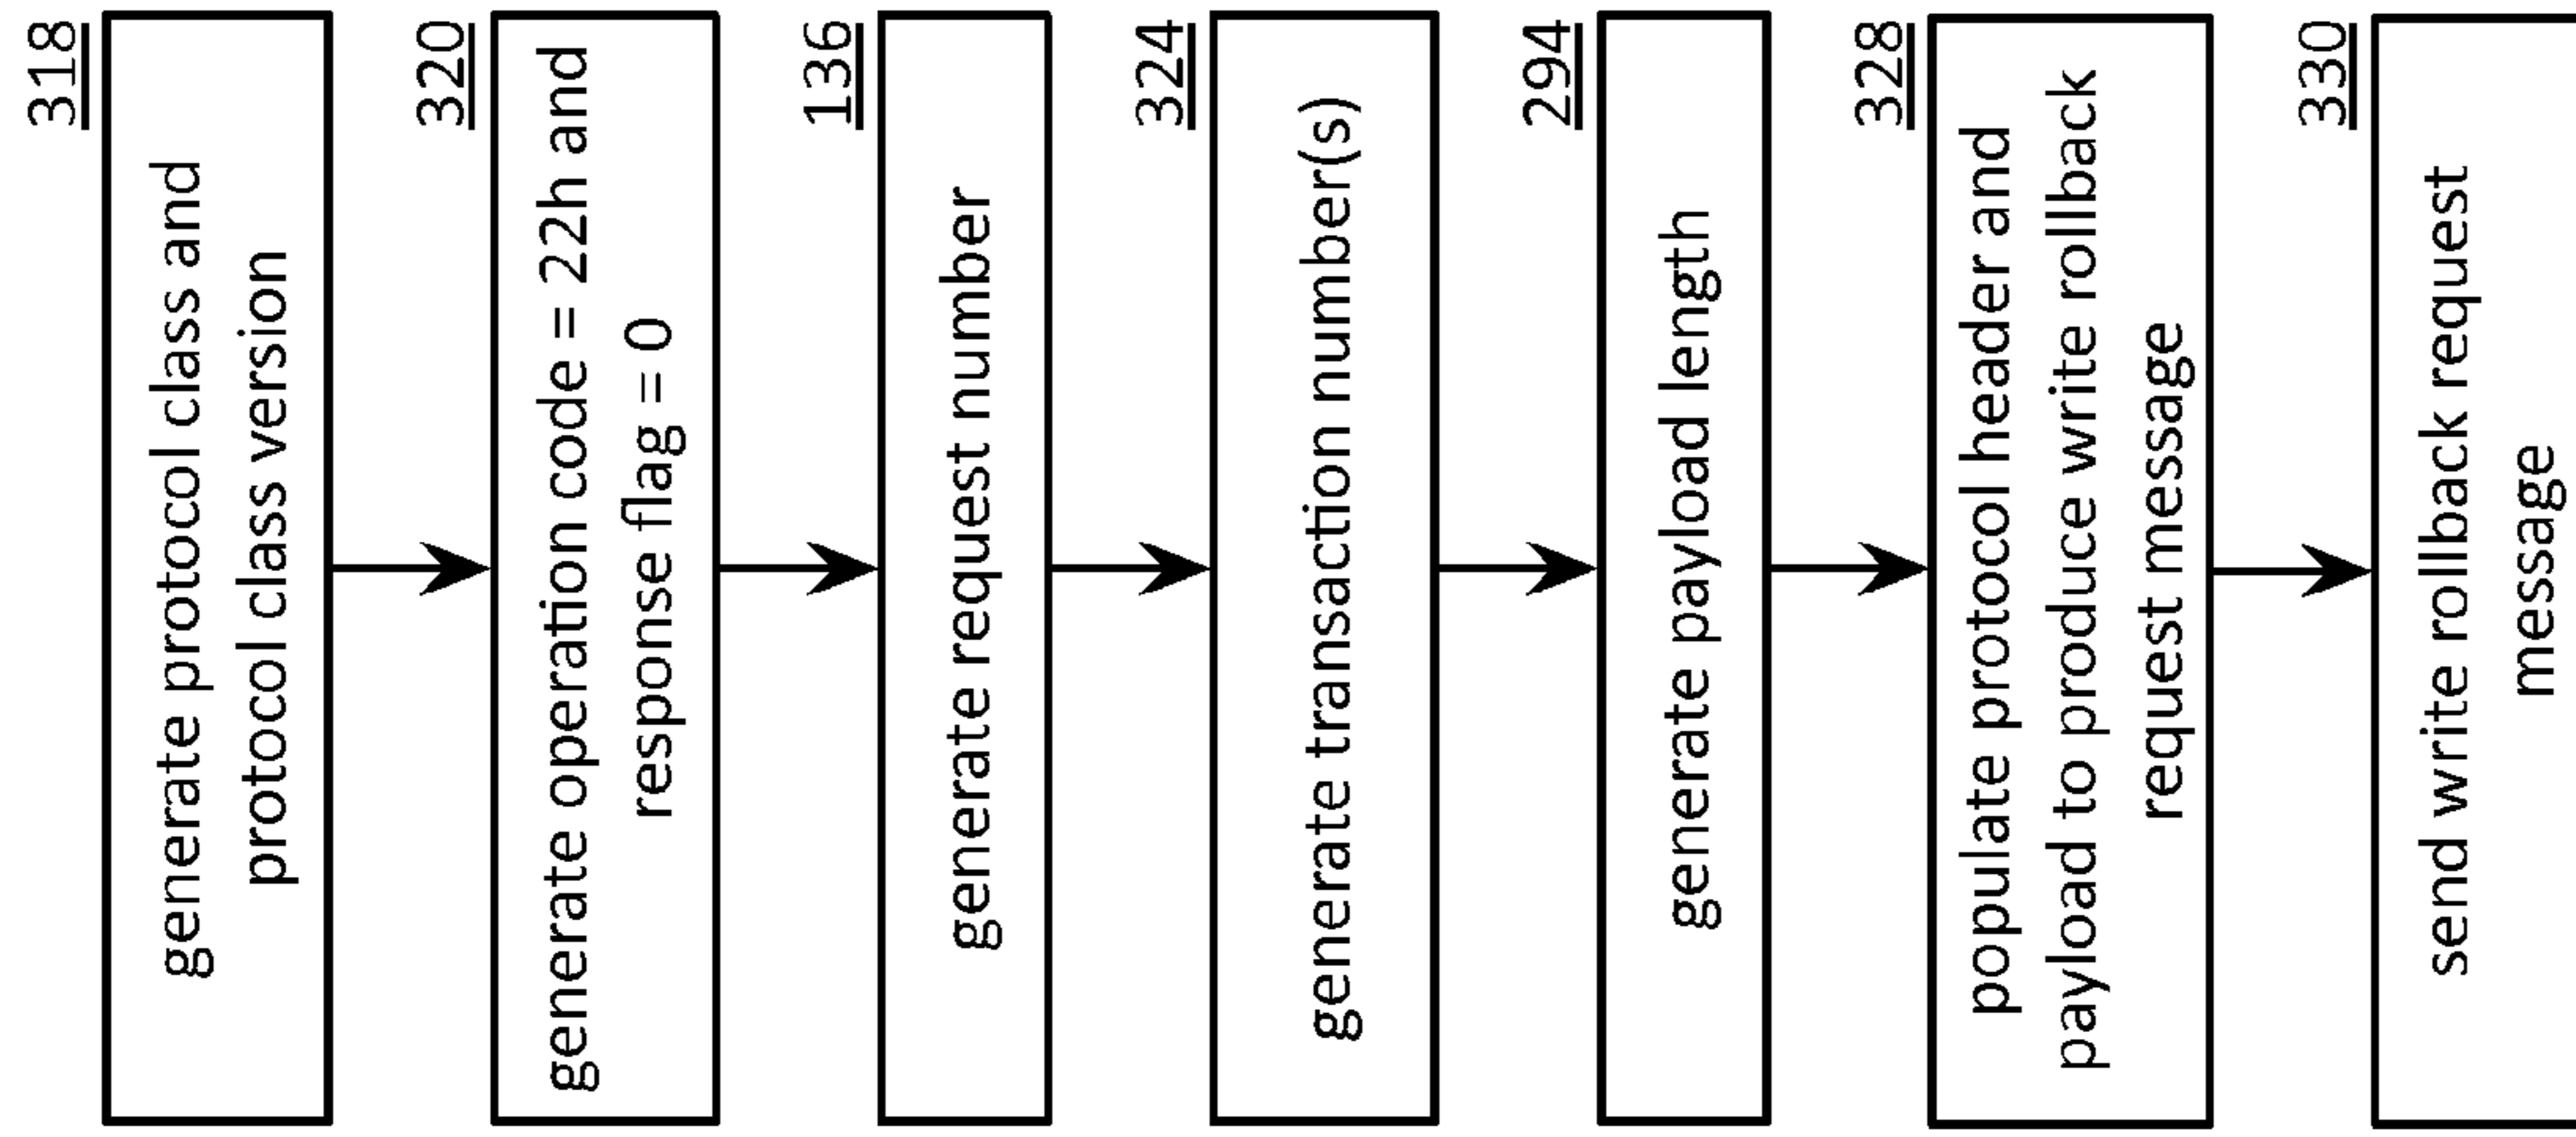 318
generate protocol class and
protocol class version
320
generate operation code = 22h and
response flag = 0
136
generate request number
324
generate transaction number(s)
294
generate payload length
328
populate protocol header and
payload to produce write rollback
request message
330
send write rollback request
message